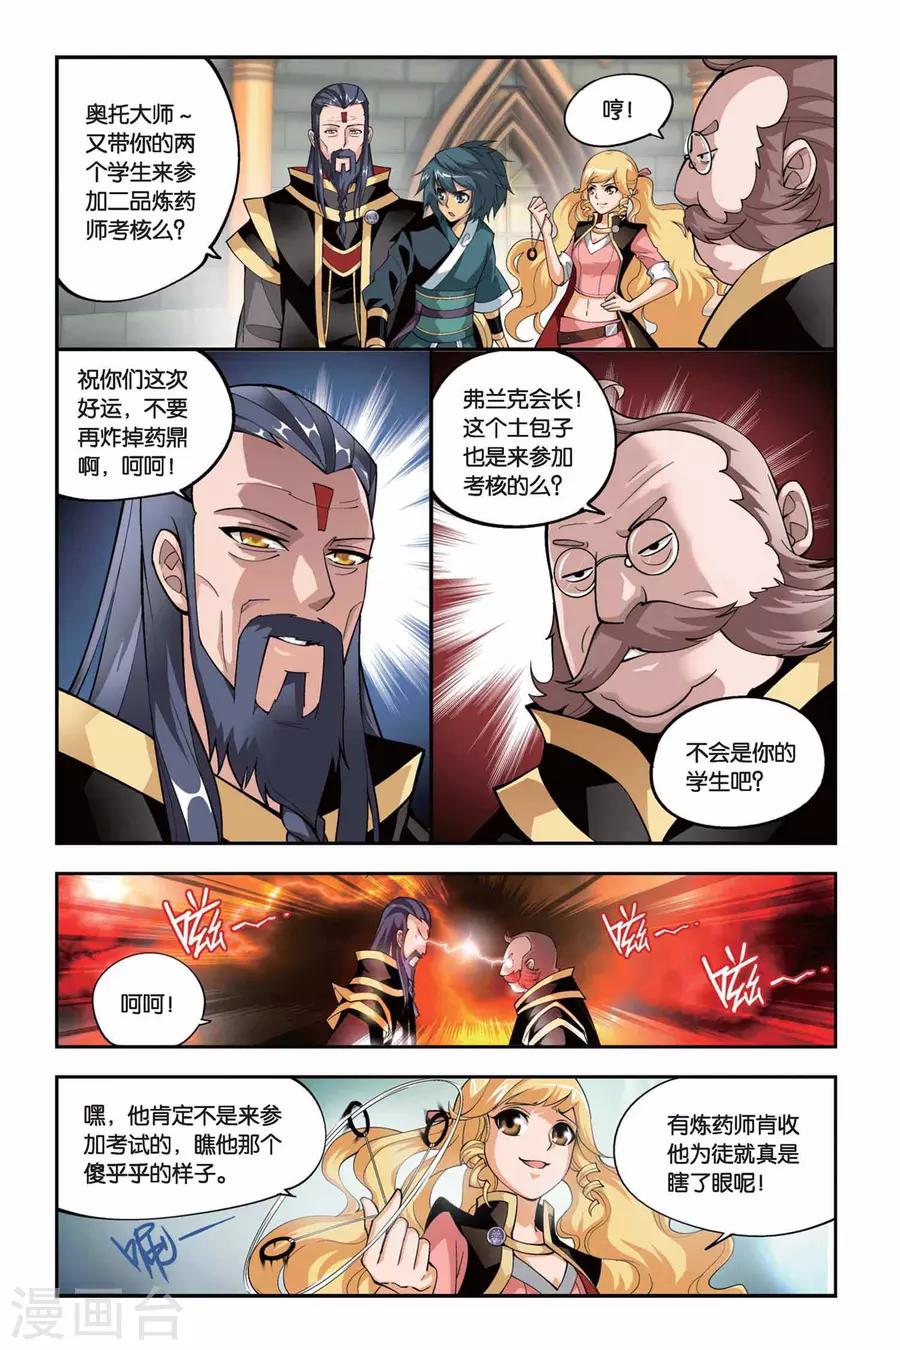 奥托大师~
又带你的两
个学生来参
加二品炼药
师考核么？
哼！
祝你们这次
好运，不要
再炸掉药鼎
啊，呵呵！
弗兰克会长！
这个土包子
也是来参加
考核的么？
不会是你的
学生吧？
滋~
滋~
滋~
呵呵！
嘿，他肯定不是来参
加考试的，瞧他那个
傻乎乎的样子。
唰一
有炼药师肯收
他为徒就真是
瞎了眼呢！
漫画台